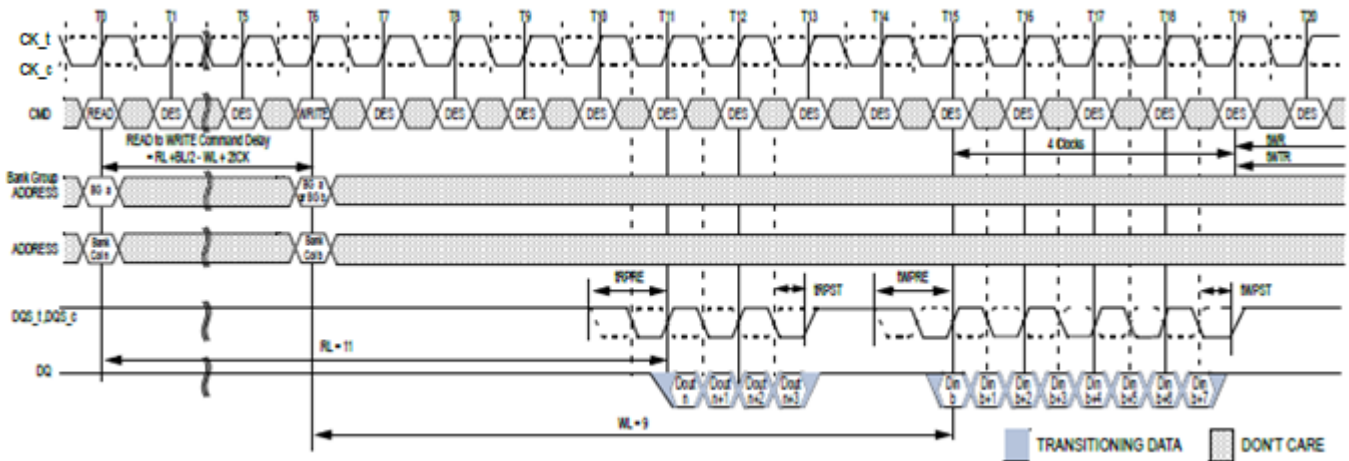 T0 T1 T5 T6 T7 T8 T9 T10 T11 T12 T13 T14 T15 T16 T17 T18 T19 T20
CK_t
CK_c
CMD READ DES DES WRITE DES DES DES DES DES DES DES DES DES DES DES DES DES DES
READ to WRITE Command Delay
= RL +BL/2 - WL + 2tCK
4 Clocks
tWR
tWTR
Bank Group
ADDRESS
BG a
BG a
or BG b
ADDRESS
Bank
Col n
Bank
Col b
tRPRE
tRPST
tWPRE
tWPST
DQS_t,DQS_c
RL = 11
DQ
Dout
n
Dout
n+1
Dout
n+2
Dout
n+3
Din
b
Din
b+1
Din
b+2
Din
b+3
Din
b+4
Din
b+5
Din
b+6
Din
b+7
WL = 9
TRANSITIONING DATA
DON'T CARE